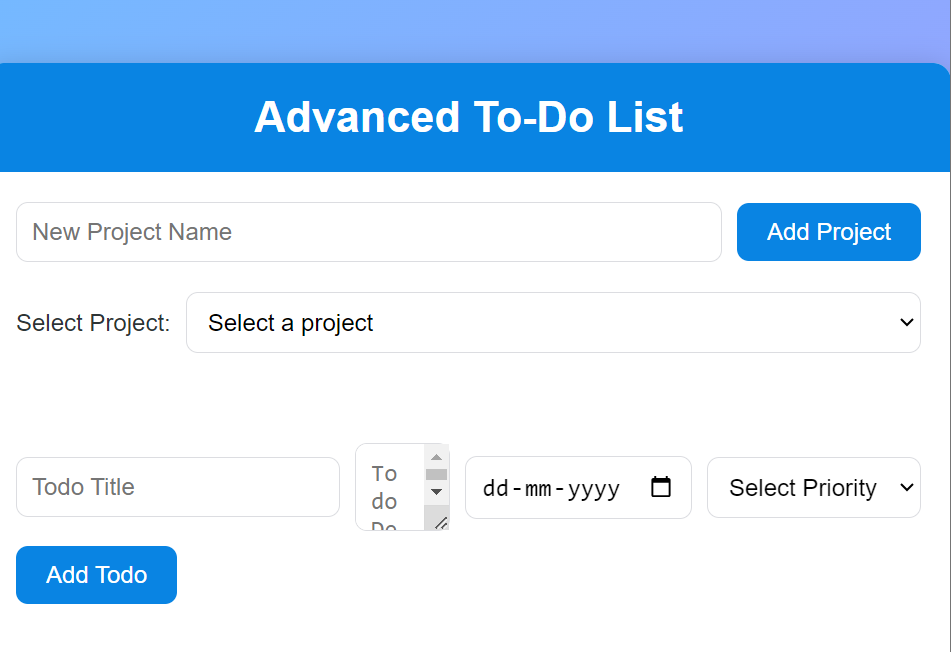 Advanced To-Do List
New Project Name
Add Project
Select Project:
Select a project
Todo Title
To
do
dd-mm-yyyy
Select Priority
Add Todo